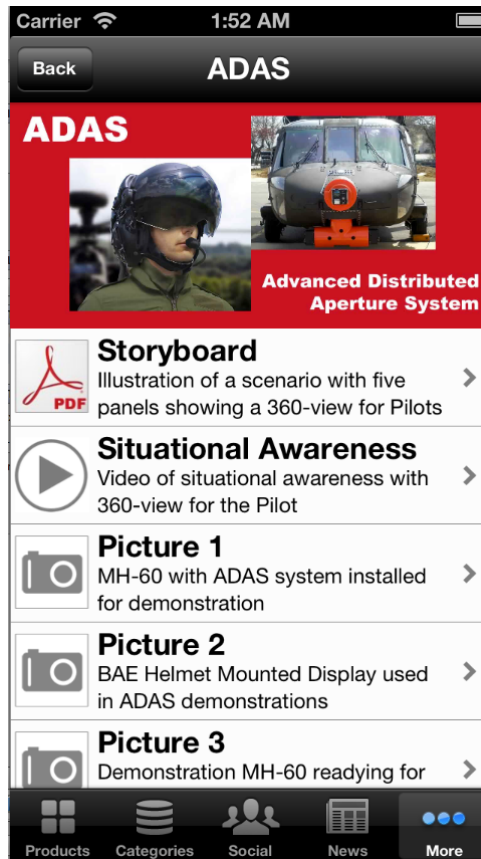 Carrier 1:52 AM
Back ADAS
ADAS
Advanced Distributed
Aperture System
Storyboard
Illustration of a scenario with five
panels showing a 360-view for Pilots
PDF
Situational Awareness
Video of situational awareness with
360-view for the Pilot
Picture 1
MH-60 with ADAS system installed
for demonstration
Picture 2
BAE Helmet Mounted Display used
in ADAS demonstrations
Picture 3
Demonstration MH-60 readying for
Products Categories Social News More